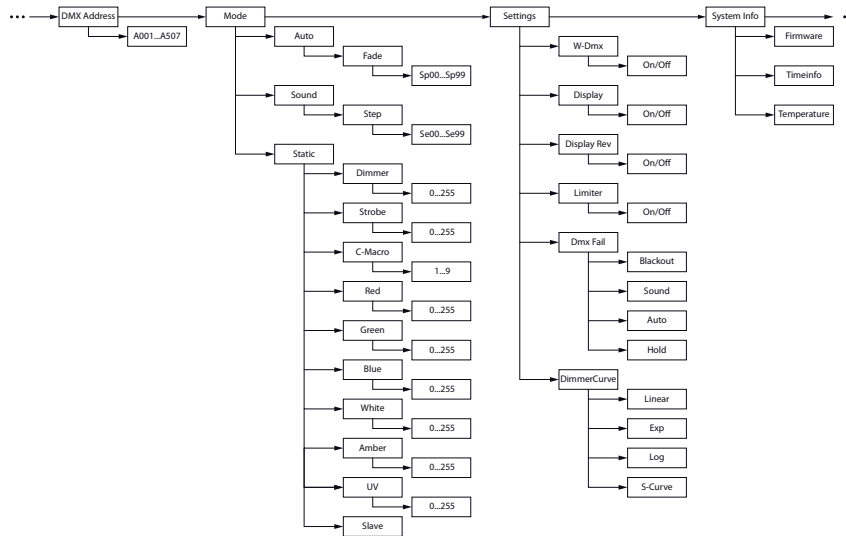 DMX Address
Mode
Settings
System Info
A001...A507
Auto
Fade
Sp00...Sp99
Sound
Step
Se00...Se99
Static
Dimmer
0...255
Strobe
0...255
C-Macro
1...9
Red
0...255
Green
0...255
Blue
0...255
White
0...255
Amber
0...255
UV
0...255
Slave
W-Dmx
On/Off
Display
On/Off
Display Rev
On/Off
Limiter
On/Off
Dmx Fail
Blackout
Sound
Auto
Hold
DimmerCurve
Linear
Exp
Log
S-Curve
Firmware
Timeinfo
Temperature